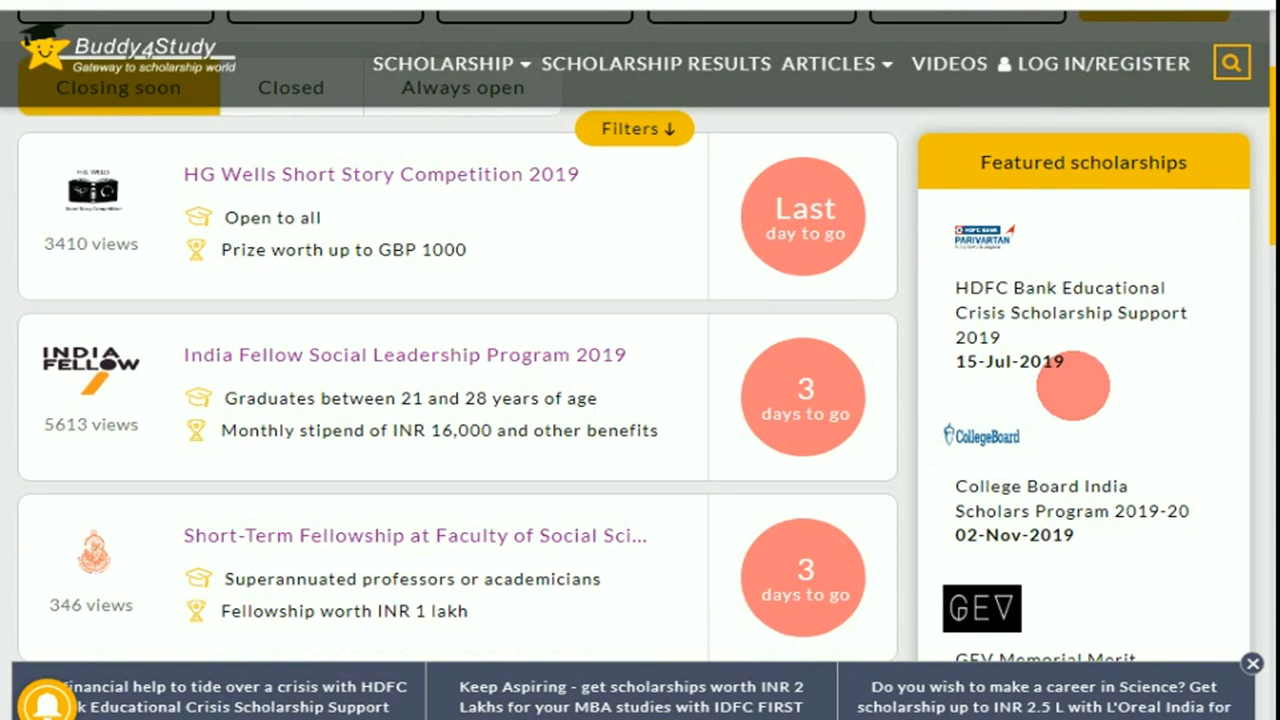 Buddy4Study
Gateway to scholarship world
SCHOLARSHIP
SCHOLARSHIP RESULTS
ARTICLES
VIDEOS
LOG IN/REGISTER
Closing soon
Closed
Always open
Filters
HG Wells Short Story Competition 2019
Open to all
Prize worth up to GBP 1000
3410 views
Last
day to go
INDIA
FELLOW
India Fellow Social Leadership Program 2019
Graduates between 21 and 28 years of age
Monthly stipend of INR 16,000 and other benefits
5613 views
3
days to go
Short-Term Fellowship at Faculty of Social Sci...
Superannuated professors or academicians
Fellowship worth INR 1 lakh
346 views
3
days to go
Featured scholarships
HDFC BANK
PARIVARTAN
HDFC Bank Educational
Crisis Scholarship Support
2019
15-Jul-2019
CollegeBoard
College Board India
Scholars Program 2019-20
02-Nov-2019
GEV
GEV Memorial Merit
inancial help to tide over a crisis with HDFC
k Educational Crisis Scholarship Support
Keep Aspiring - get scholarships worth INR 2
Lakhs for your MBA studies with IDFC FIRST
Do you wish to make a career in Science? Get
scholarship up to INR 2.5 L with L'Oreal India for